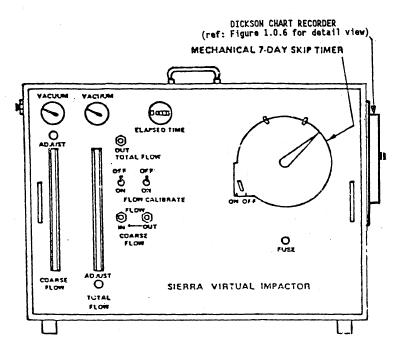 DICKSON CHART RECORDER
(ref: Figure 1.0.6 for detail view)
MECHANICAL 7-DAY SKIP TIMER
VACUUM VACUUM
ELAPSED TIME
ADJUST
OUT
TOTAL FLOW
OFF OFF
ON ON
FLOW CALIBRATE
FLOW
IN OUT
COARSE
FLOW
ON OFF
FUSE
ADJUST
COARSE
FLOW
TOTAL
FLOW
SIERRA VIRTUAL IMPACTOR